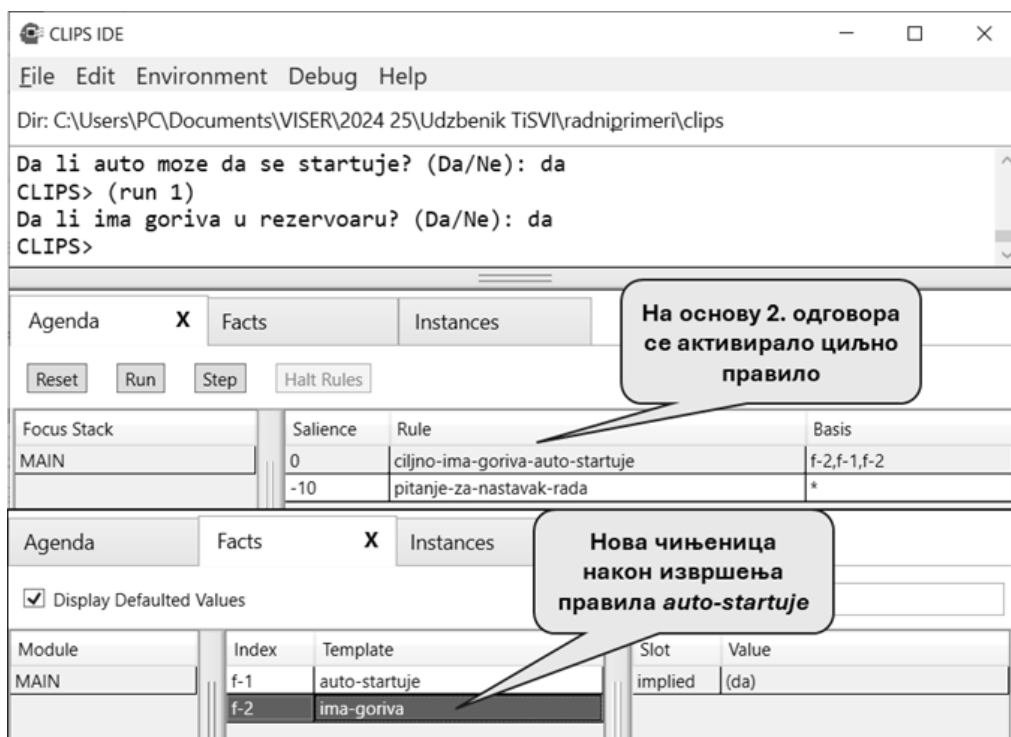 CLIPS IDE
File Edit Environment Debug Help
Dir: C:\Users\PC\Documents\VISER\2024 25\Udzbenik TiSVI\radniprimeri\clips
Da li auto moze da se startuje? (Da/Ne): da
CLIPS> (run 1)
Da li ima goriva u rezervoaru? (Da/Ne): da
CLIPS>
Agenda X Facts Instances
На основу 2. одговора
се активирало циљно
правило
Reset Run Step Halt Rules
Focus Stack Salience Rule Basis
MAIN 0 ciljno-ima-goriva-auto-startuje f-2,f-1,f-2
-10 pitanje-za-nastavak-rada *
Agenda Facts X Instances
Нова чињеница
након извршења
правила auto-startuje
Display Defaulted Values
Module Index Template Slot Value
MAIN f-1 auto-startuje implied (da)
f-2 ima-goriva